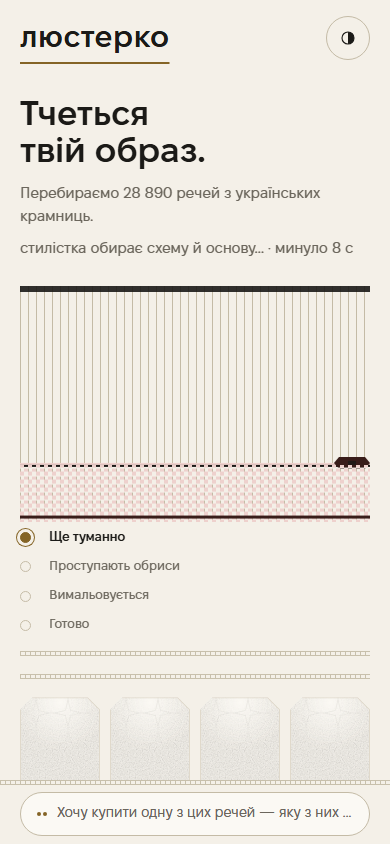 люстерко
Тчеться
твій образ.
Перебираємо 28 890 речей з українських
крамниць.
стилістка обирає схему й основу... · минуло 8 с
Ще туманно
Проступають обриси
Вимальовується
Готово
Хочу купити одну з цих речей — яку з них ...